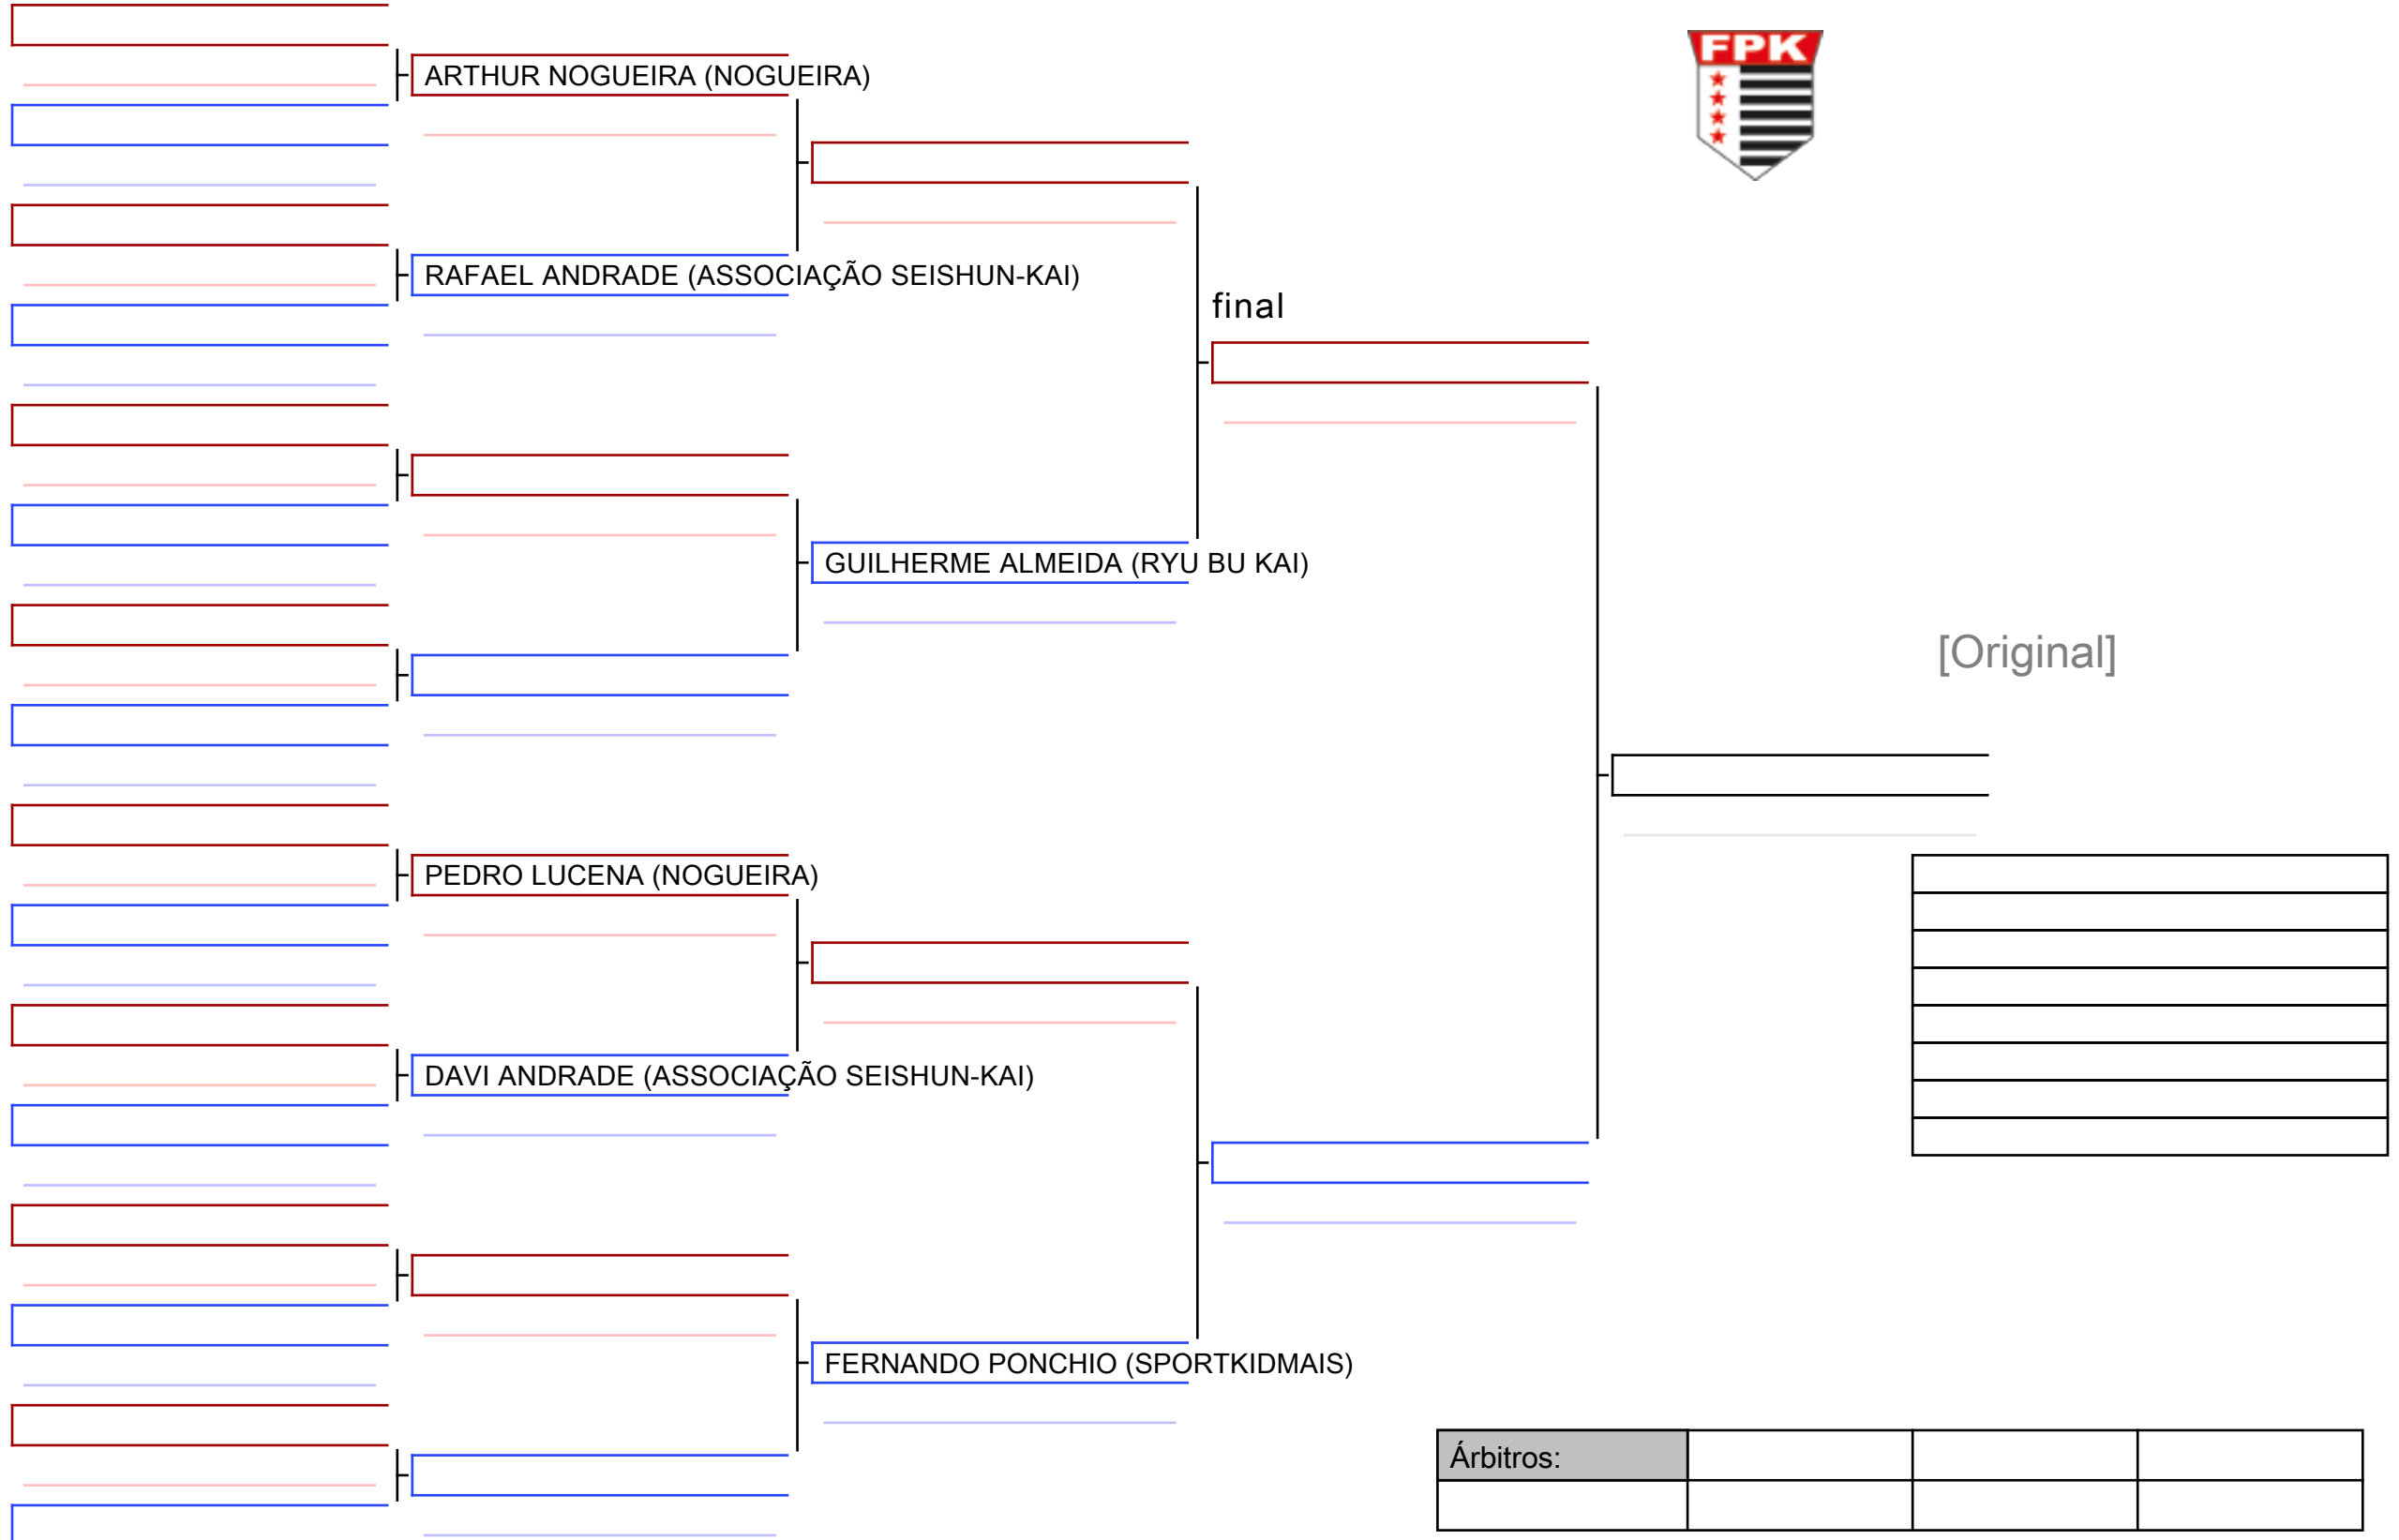 FPK
ARTHUR NOGUEIRA (NOGUEIRA)
RAFAEL ANDRADE (ASSOCIAÇÃO SEISHUN-KAI)
final
GUILHERME ALMEIDA (RYU BU KAI)
[Original]
PEDRO LUCENA (NOGUEIRA)
DAVI ANDRADE (ASSOCIAÇÃO SEISHUN-KAI)
FERNANDO PONCHIO (SPORTKIDMAIS)
Árbitros: